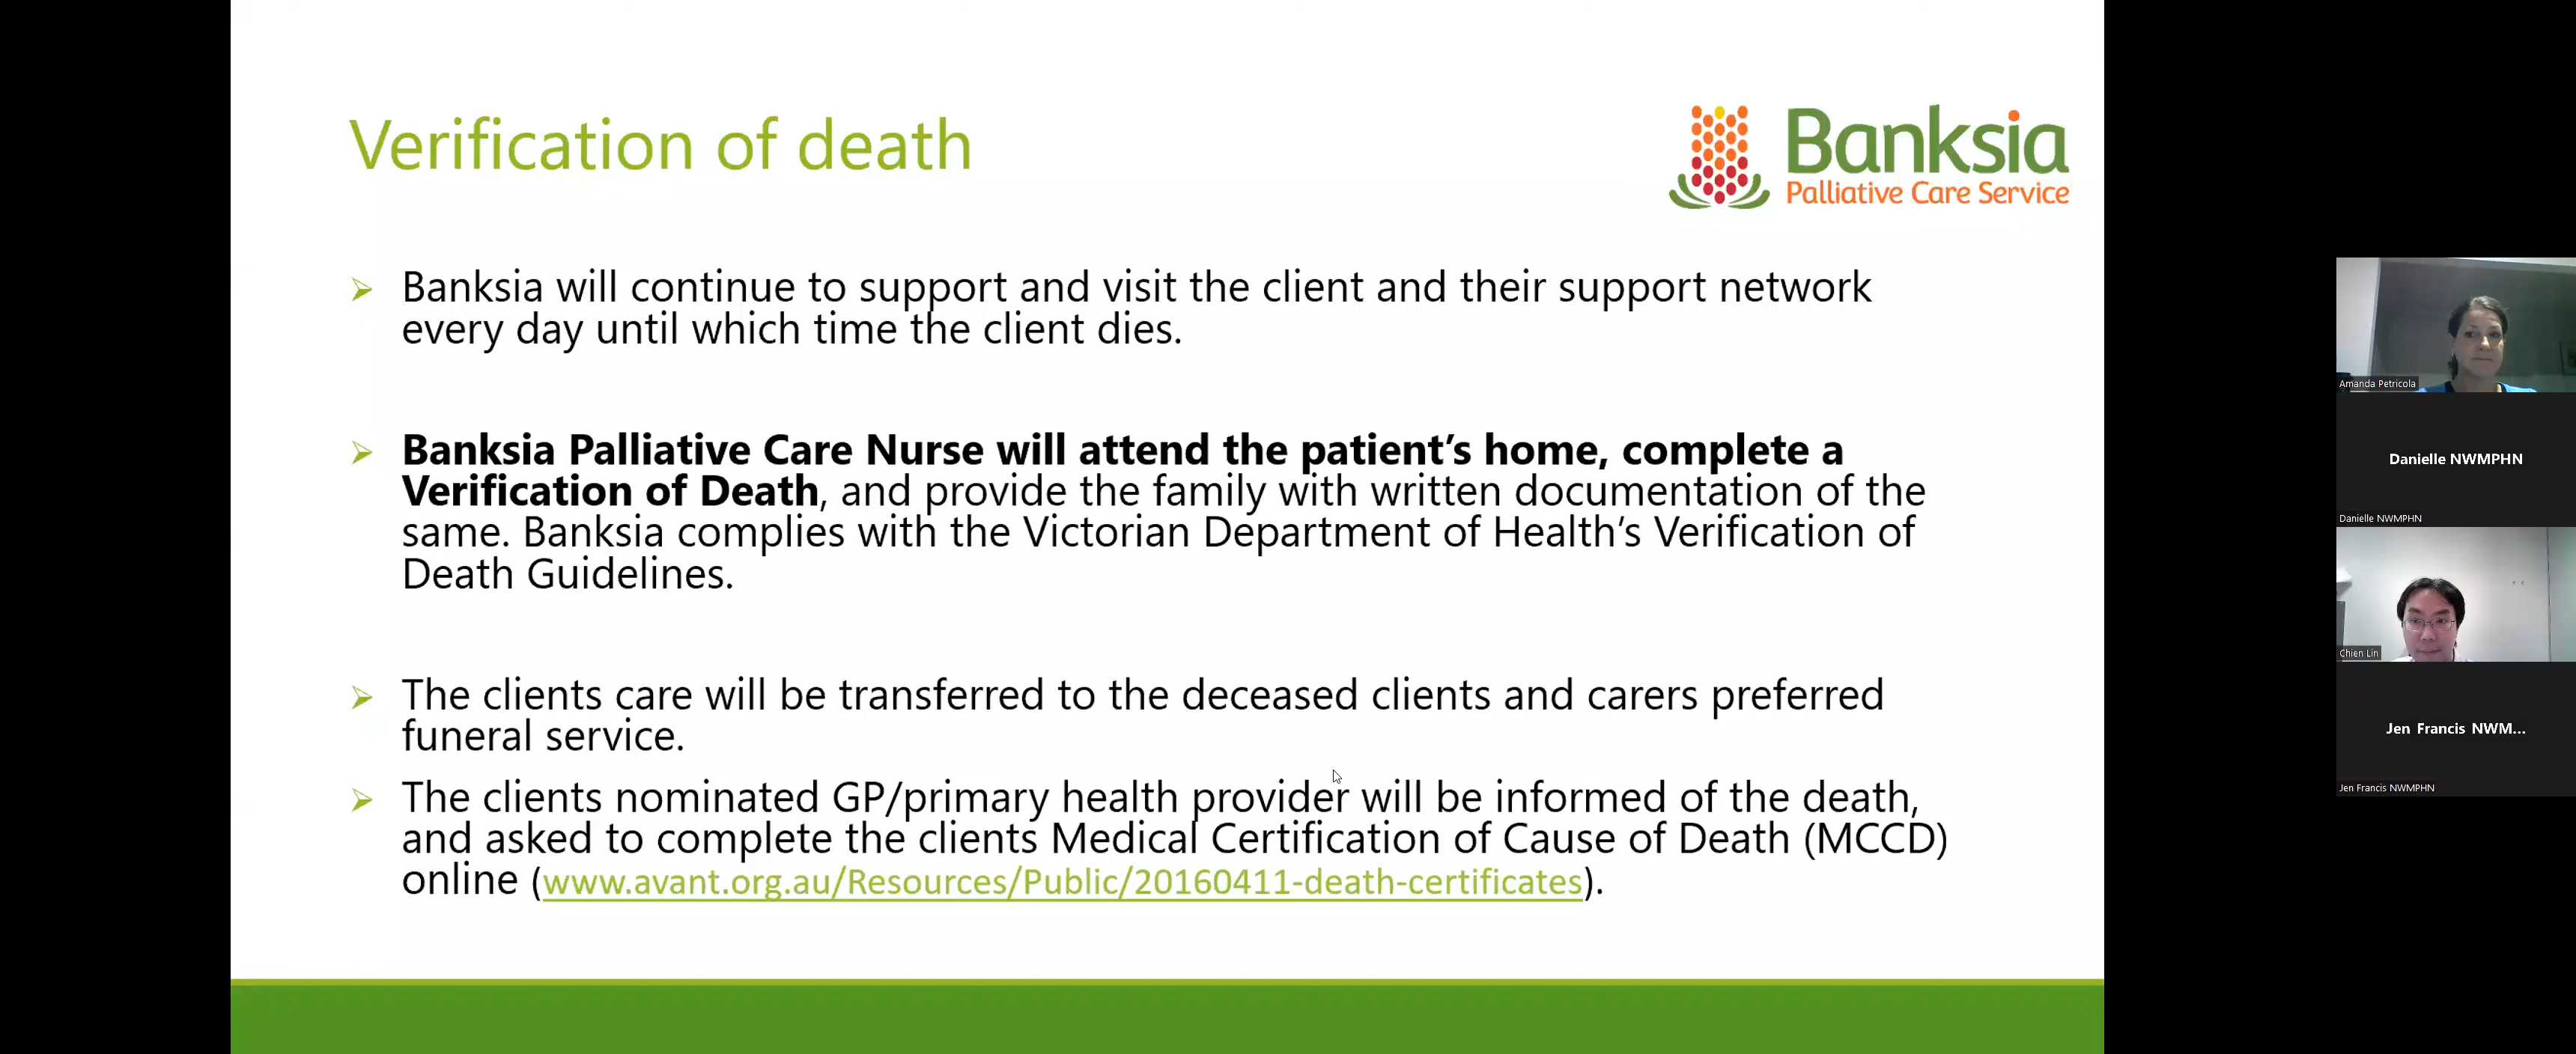 Verification of death
Banksia
Palliative Care Service
Banksia will continue to support and visit the client and their support network
every day until which time the client dies.
Banksia Palliative Care Nurse will attend the patient’s home, complete a
Verification of Death, and provide the family with written documentation of the
same. Banksia complies with the Victorian Department of Health’s Verification of
Death Guidelines.
The clients care will be transferred to the deceased clients and carers preferred
funeral service.
The clients nominated GP/primary health provider will be informed of the death,
and asked to complete the clients Medical Certification of Cause of Death (MCCD)
online (www.avant.org.au/Resources/Public/20160411-death-certificates).
Amanda Petricola
Danielle NWMPHN
Danielle NWMPHN
Chien Lin
Jen Francis NWM...
Jen Francis NWMPHN